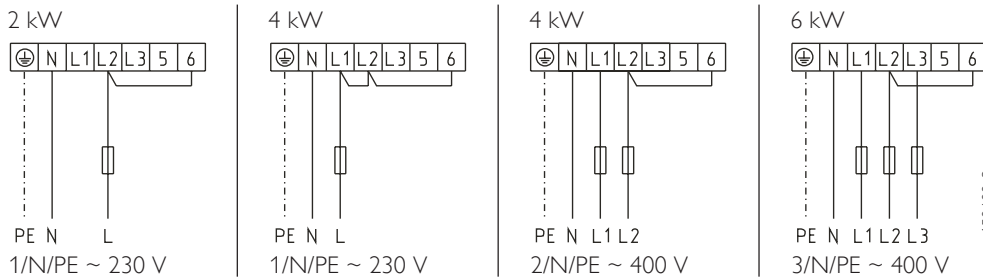 2 kW
N L1 L2 L3 5 6
PE N L
1/N/PE ~ 230 V
4 kW
N L1 L2 L3 5 6
PE N L
1/N/PE ~ 230 V
4 kW
N L1 L2 L3 5 6
PE N L1 L2
2/N/PE ~ 400 V
6 kW
N L1 L2 L3 5 6
PE N L1 L2 L3
3/N/PE ~ 400 V